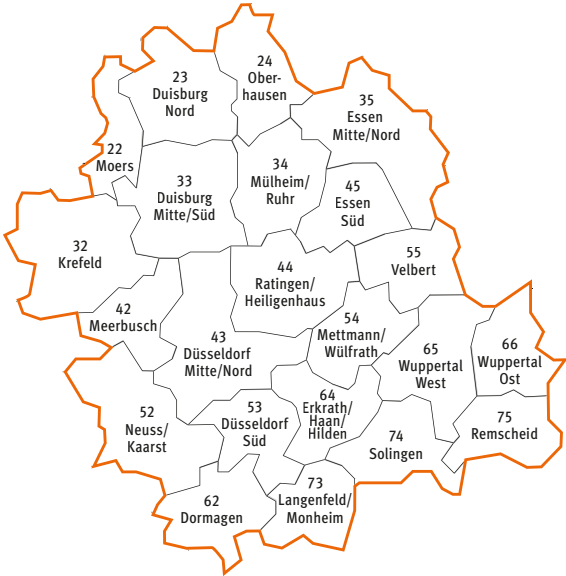 24
Ober-
hausen
23
Duisburg
Nord
35
Essen
Mitte/Nord
22
Moers
34
Mülheim/
Ruhr
33
Duisburg
Mitte/Süd
45
Essen
Süd
32
Krefeld
55
Velbert
44
Ratingen/
Heiligenhaus
42
Meerbusch
54
Mettmann/
Wülfrath
43
Düsseldorf
Mitte/Nord
66
Wuppertal
Ost
65
Wuppertal
West
64
Erkrath/
Haan/
Hilden
53
Düsseldorf
Süd
52
Neuss/
Kaarst
75
Remscheid
74
Solingen
73
Langenfeld/
Monheim
62
Dormagen